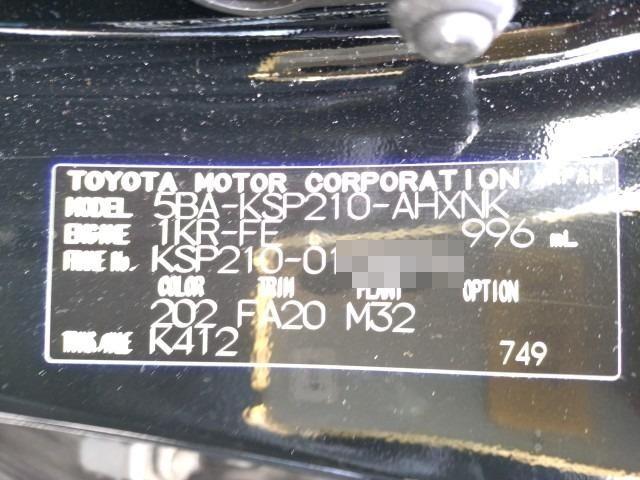 TOYOTA MOTOR CORPORATION JAPAN
MODEL 5BA-KSP210-AHXNK
ENGINE 1KR-FE 996 mL
FRAME No. KSP210-01
COLOR TRIM PLANT OPTION
202 FA20 M32
TRANS./AXLE K412
749